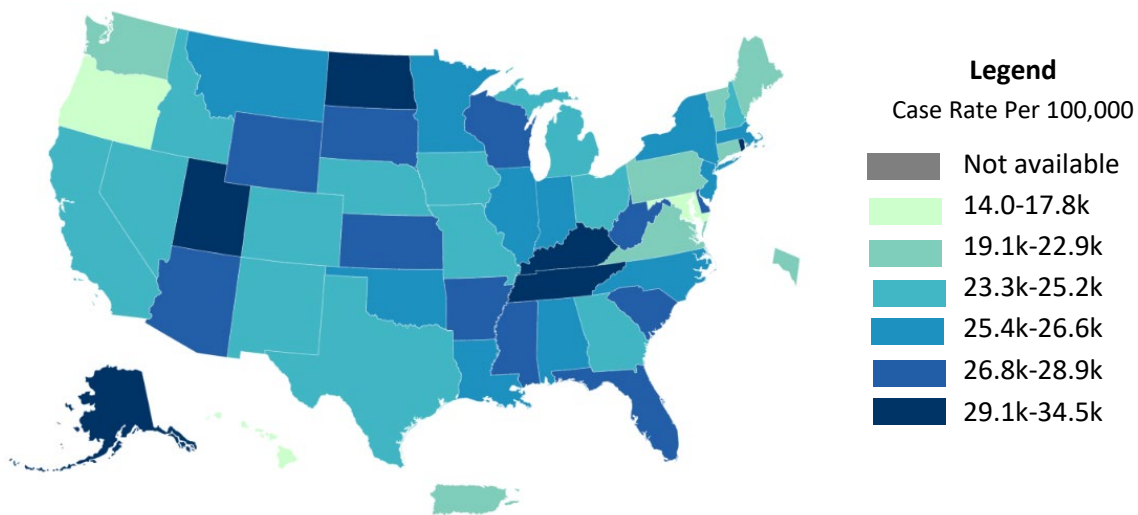 Legend
Case Rate Per 100,000
Not available
14.0-17.8k
19.1k-22.9k
23.3k-25.2k
25.4k-26.6k
26.8k-28.9k
29.1k-34.5k